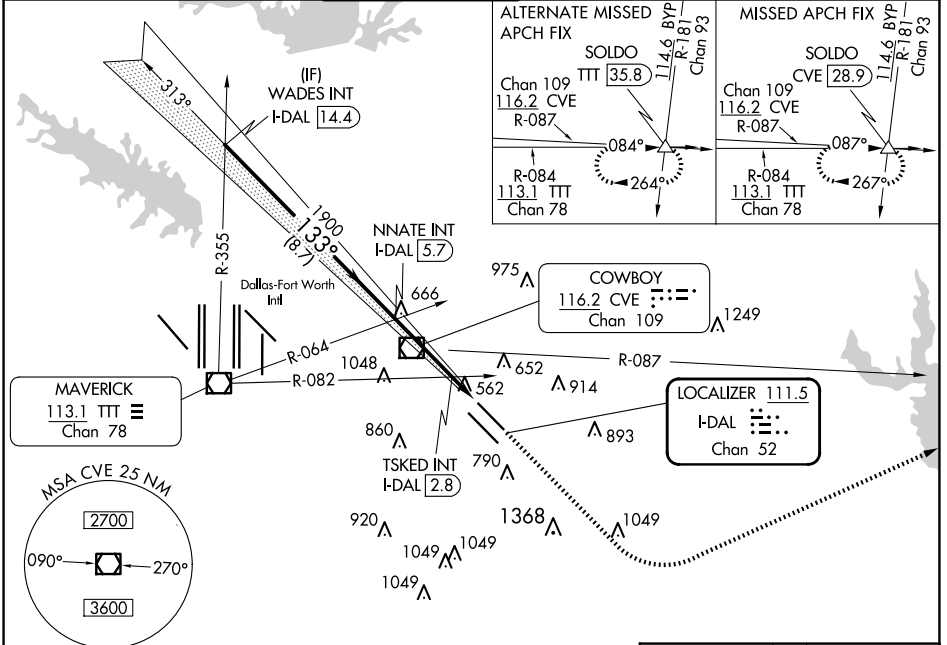 ALTERNATE MISSED
APCH FIX
SOLDO
TTT 35.8
114.6 BYP
R-181
Chan 93
Chan 109
116.2 CVE
R-087
084°
264°
R-084
113.1 TTT
Chan 78
MISSED APCH FIX
SOLDO
CVE 28.9
114.6 BYP
R-181
Chan 93
Chan 109
116.2 CVE
R-087
087°
267°
R-084
113.1 TTT
Chan 78
313°
(IF)
WADES INT
I-DAL 14.4
R-355
1900
133°
(8.7)
NNATE INT
I-DAL 5.7
Dallas-Fort Worth
Intl
666
975
COWBOY
116.2 CVE
Chan 109
1249
R-064
1048
R-082
652
R-087
562
914
MAVERICK
113.1 TTT
Chan 78
LOCALIZER 111.5
I-DAL
Chan 52
860
893
TSKED INT
I-DAL 2.8
790
MSA CVE 25 NM
2700
090°
270°
3600
920
1368
1049
1049
1049
1049